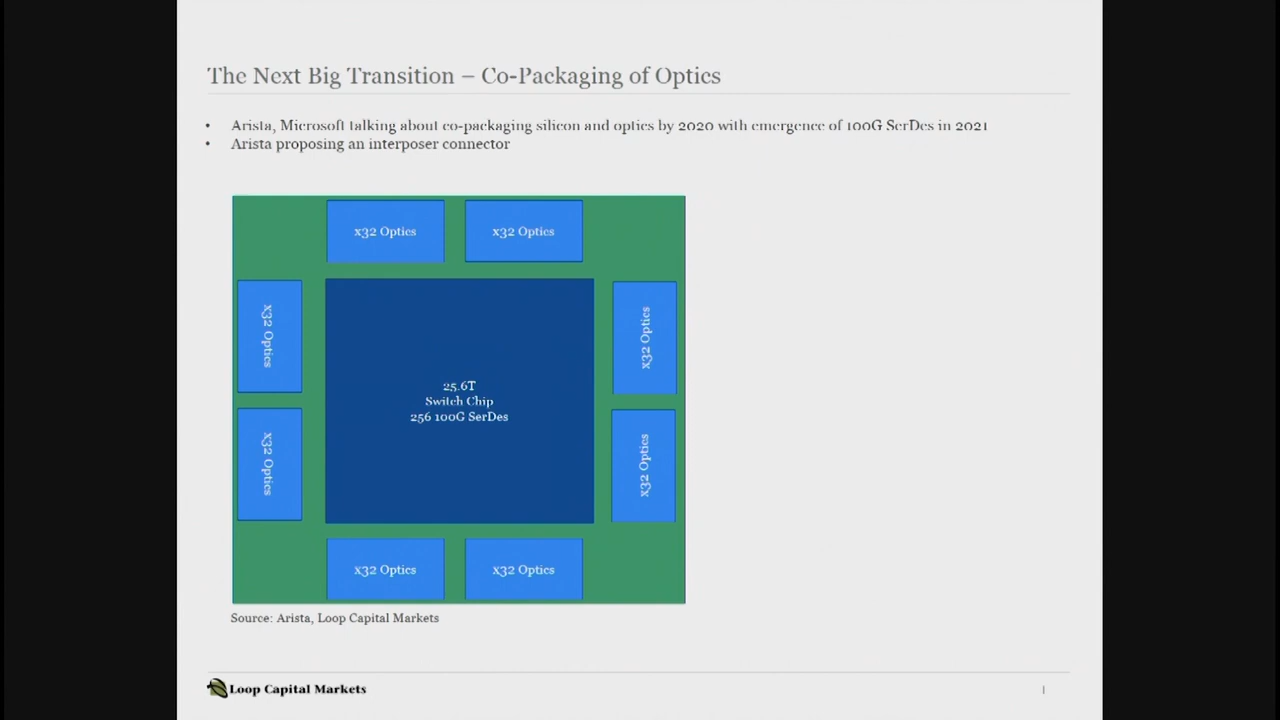 The Next Big Transition – Co-Packaging of Optics
• Arista, Microsoft talking about co-packaging silicon and optics by 2020 with emergence of 100G SerDes in 2021
• Arista proposing an interposer connector
x32 Optics
x32 Optics
x32 Optics
x32 Optics
25.6T
Switch Chip
256 100G SerDes
x32 Optics
x32 Optics
x32 Optics
x32 Optics
Source: Arista, Loop Capital Markets
Loop Capital Markets
1